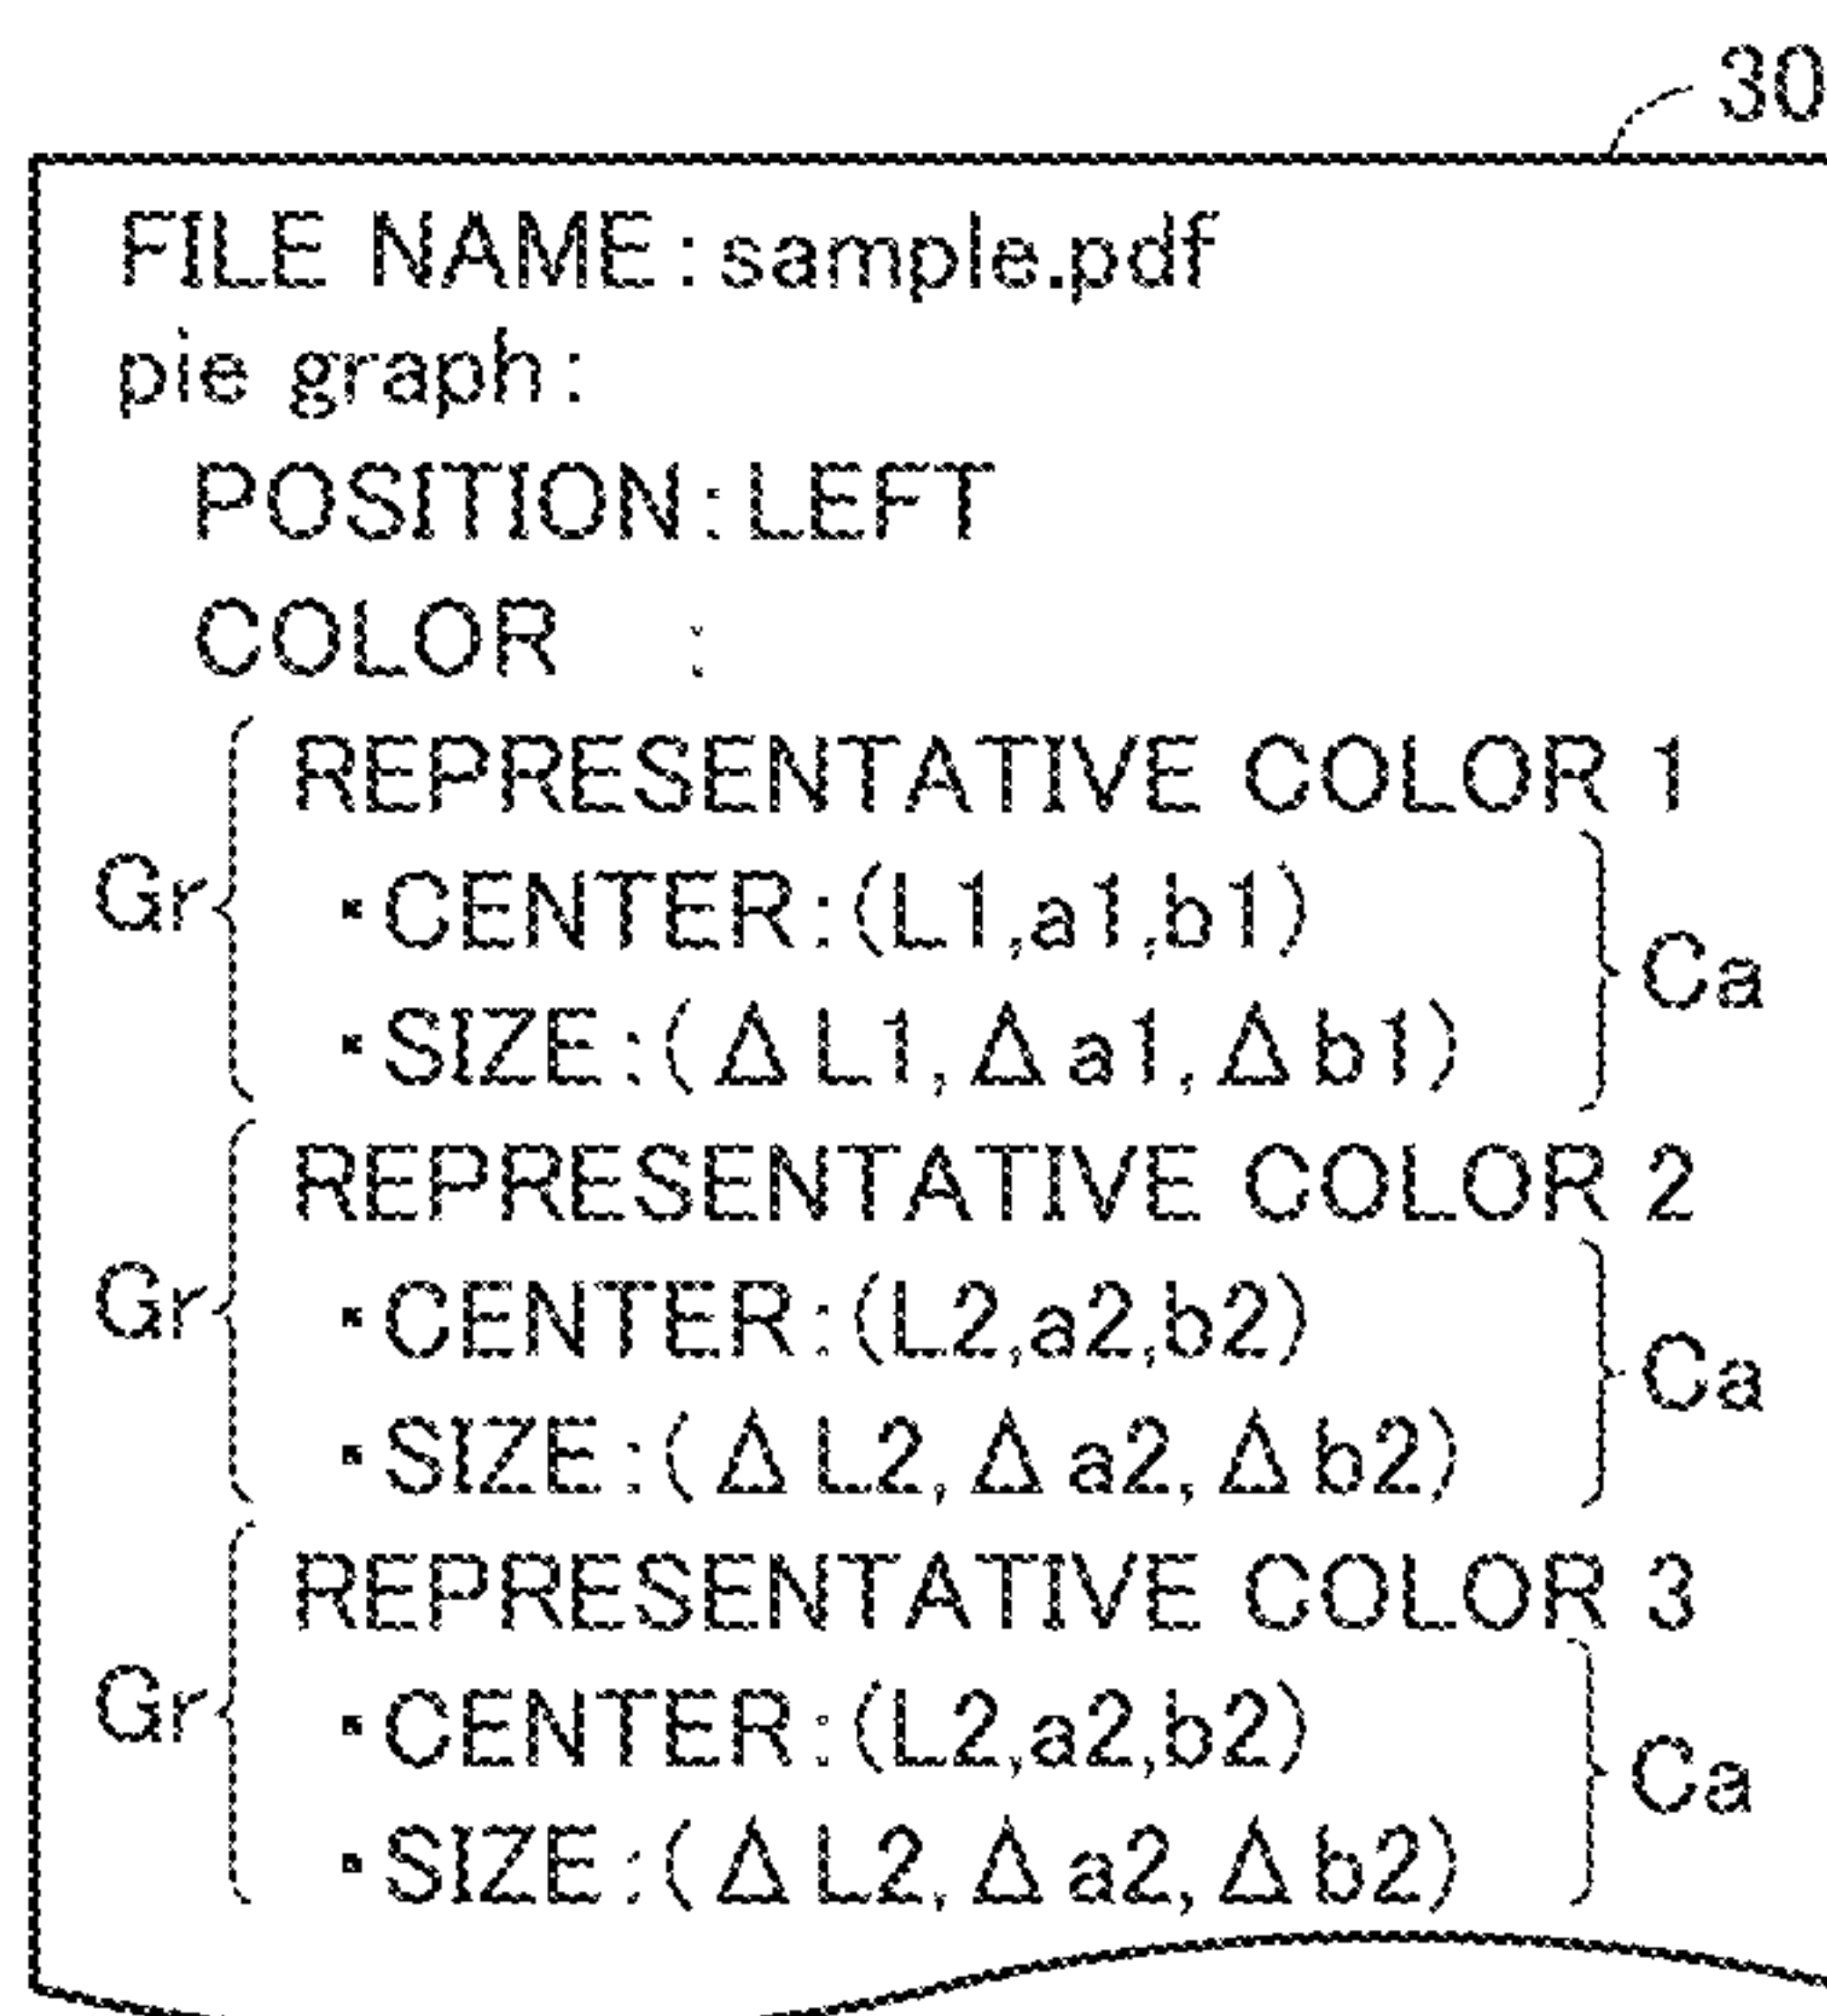 30
FILE NAME:sample.pdf
pie graph:
POSITION:LEFT
COLOR :
REPRESENTATIVE COLOR 1
Gr ▪CENTER:(L1,a1,b1)
Ca
▪SIZE:(ΔL1,Δa1,Δb1)
REPRESENTATIVE COLOR 2
Gr ▪CENTER:(L2,a2,b2)
Ca
▪SIZE:(ΔL2,Δa2,Δb2)
REPRESENTATIVE COLOR 3
Gr ▪CENTER:(L2,a2,b2)
Ca
▪SIZE:(ΔL2,Δa2,Δb2)